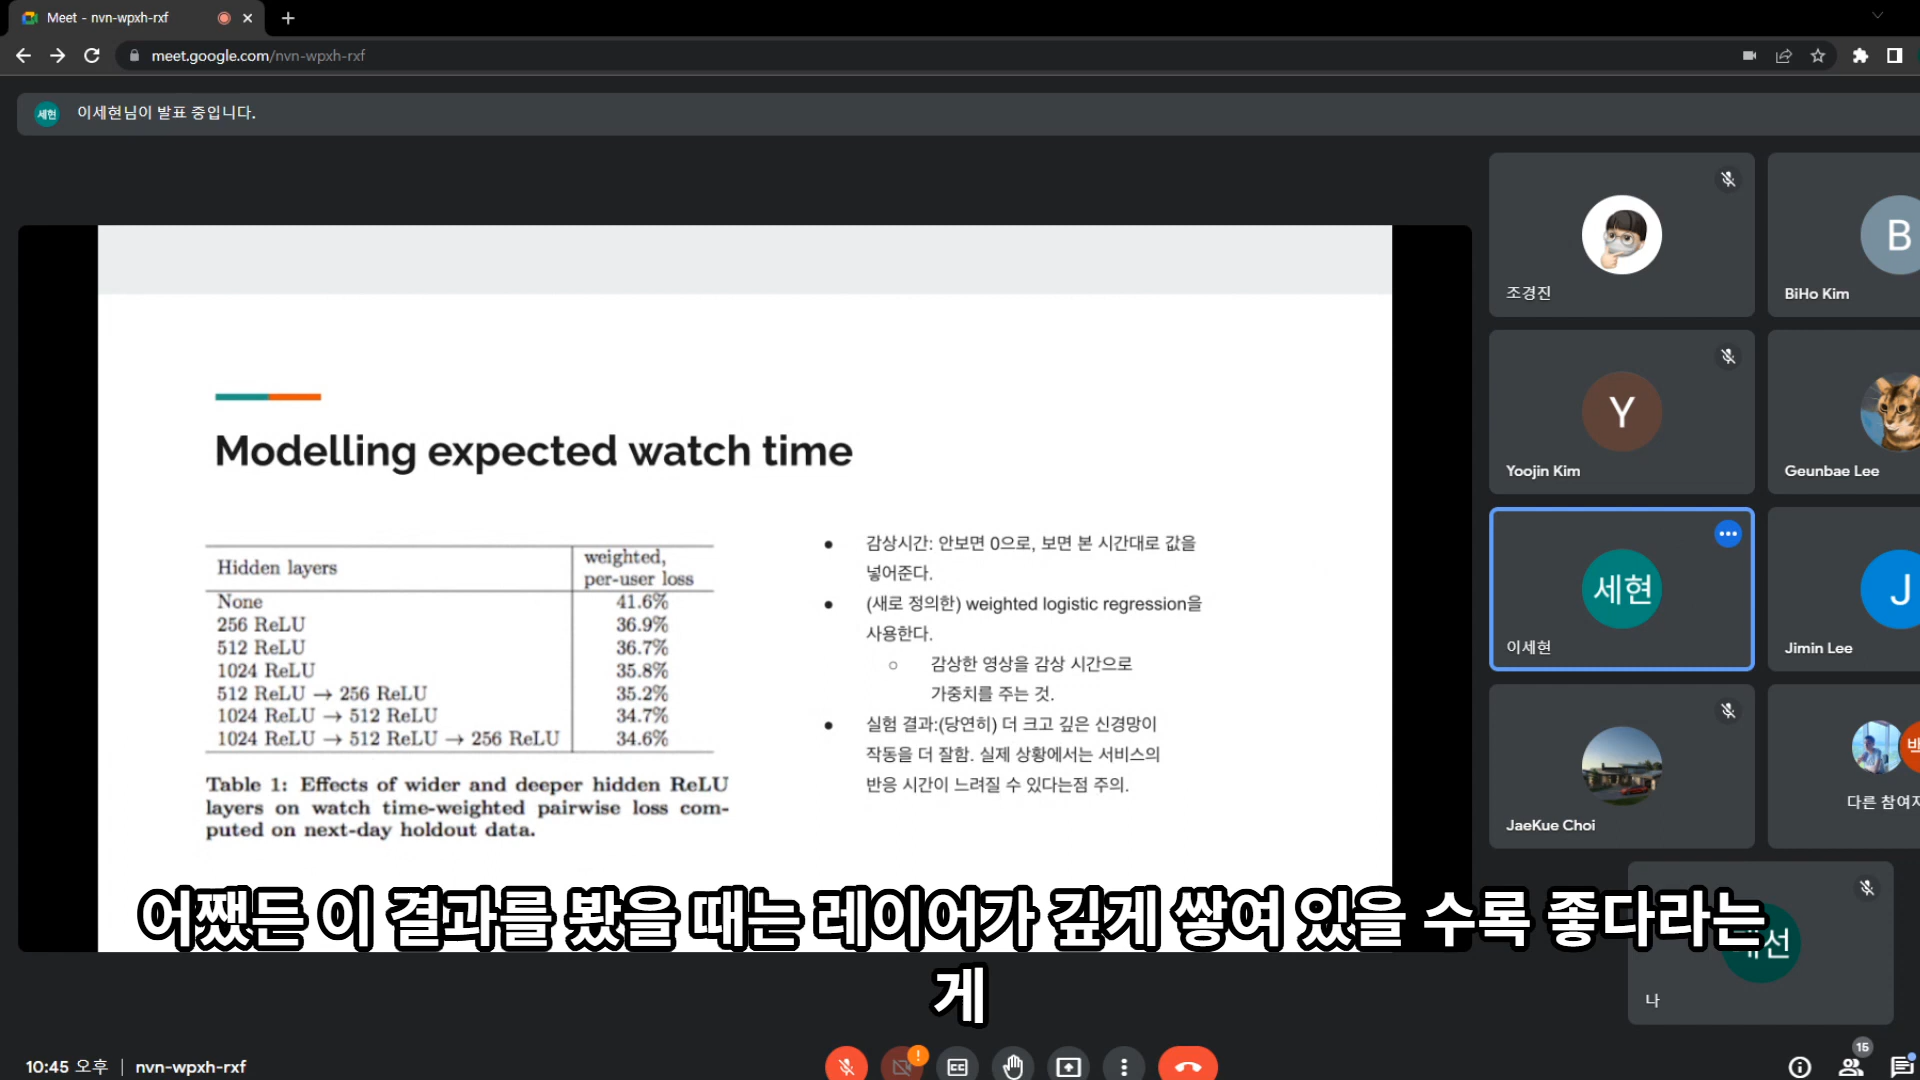 Meet - nvn-wpxh-rxf
meet.google.com/nvn-wpxh-rxf
세현 이세현님이 발표 중입니다.
Modelling expected watch time
Hidden layers weighted, per-user loss
None 41.6%
256 ReLU 36.9%
512 ReLU 36.7%
1024 ReLU 35.8%
512 ReLU → 256 ReLU 35.2%
1024 ReLU → 512 ReLU 34.7%
1024 ReLU → 512 ReLU → 256 ReLU 34.6%
Table 1: Effects of wider and deeper hidden ReLU
layers on watch time-weighted pairwise loss com-
puted on next-day holdout data.
감상시간: 안보면 0으로, 보면 본 시간대로 값을
넣어준다.
(새로 정의한) weighted logistic regression을
사용한다.
감상한 영상을 감상 시간으로
가중치를 주는 것.
실험 결과:(당연히) 더 크고 깊은 신경망이
작동을 더 잘함. 실제 상황에서는 서비스의
반응 시간이 느려질 수 있다는점 주의.
조경진
B
BiHo Kim
Y
Yoojin Kim
Geunbae Lee
세현
이세현
J
Jimin Lee
JaeKue Choi
다른 참여자
선
나
어쨌든 이 결과를 봤을 때는 레이어가 깊게 쌓여 있을 수록 좋다라는
게
10:45 오후 | nvn-wpxh-rxf
15